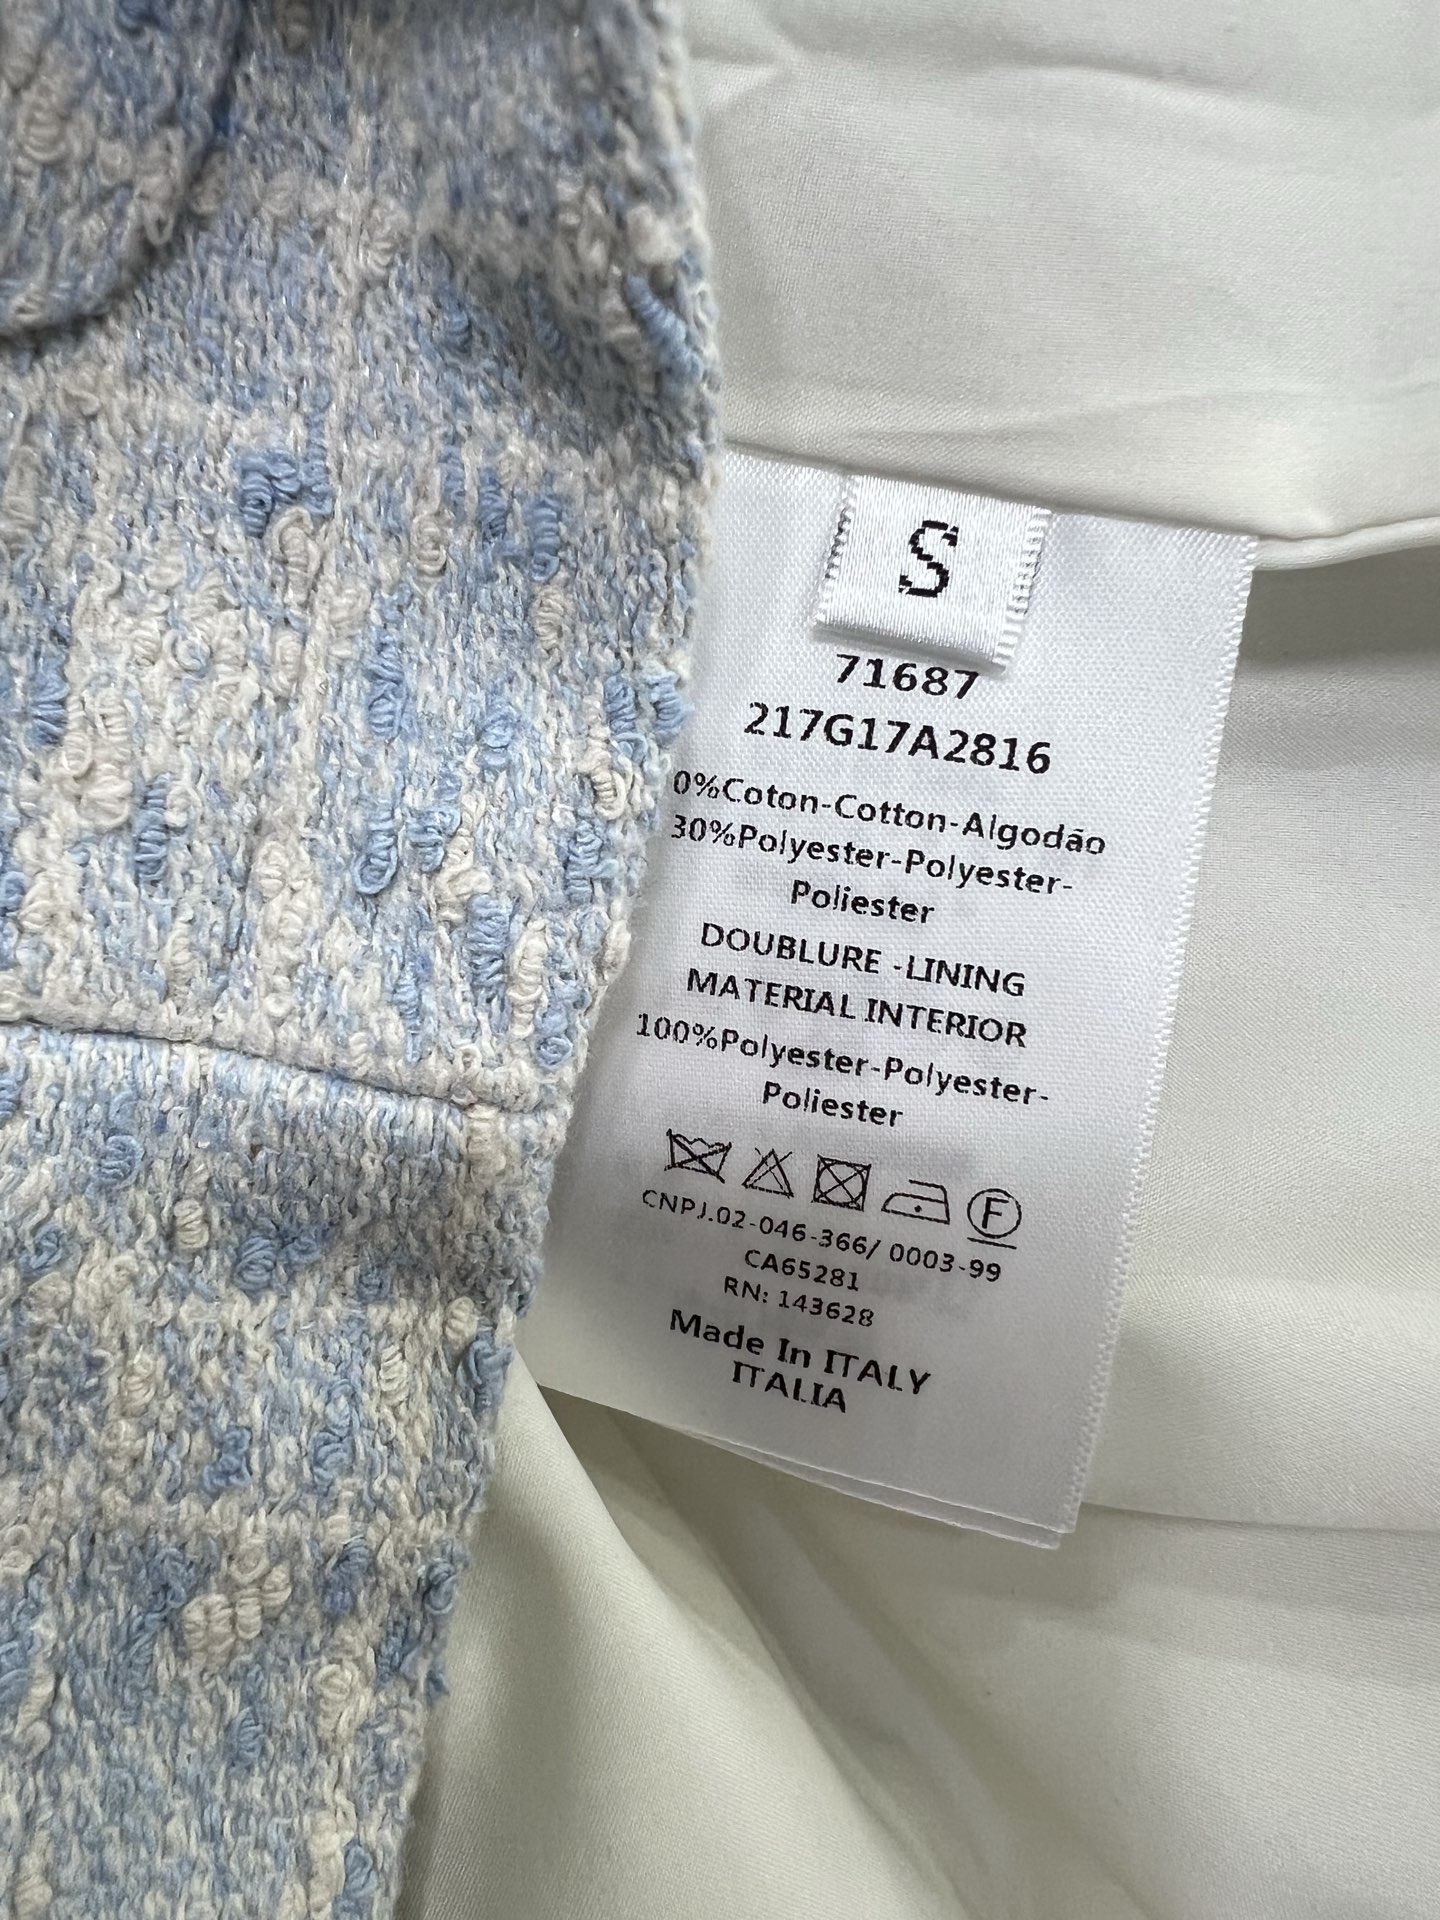 S
71687
217G17A2816
0%Coton-Cotton-Algodão
30%Polyester-Polyester-
Poliester
DOUBLURE -LINING
MATERIAL INTERIOR
100%Polyester-Polyester-
Poliester
F
CNPJ.02-046-366/ 0003-99
CA65281
RN: 143628
Made In ITALY
ITALIA